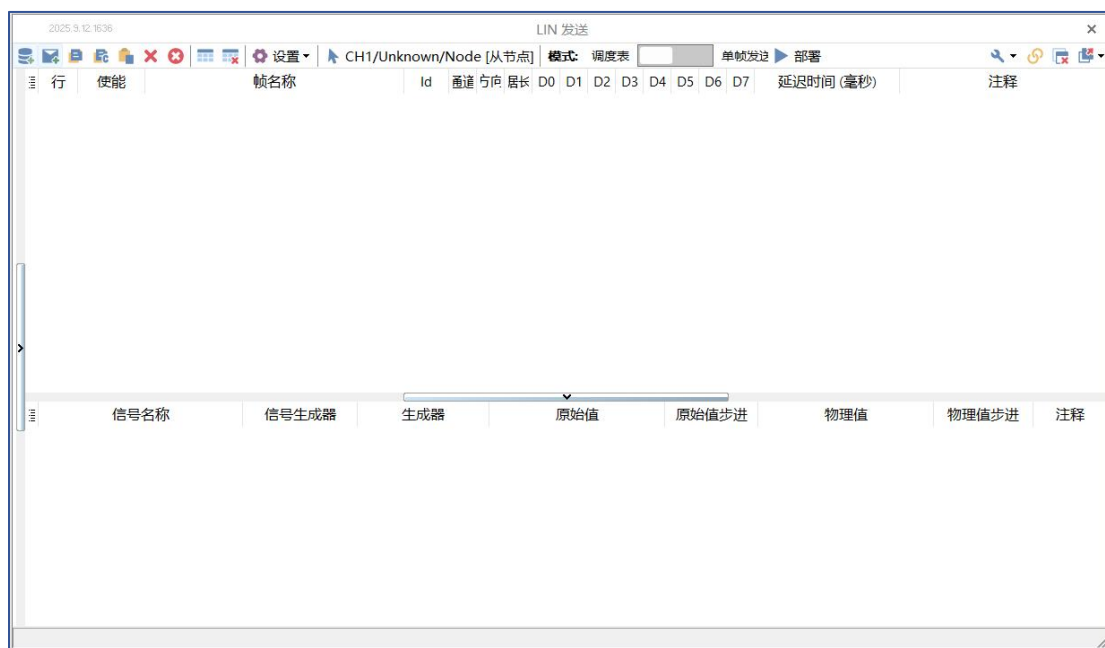 2025.9.12.1636 LIN 发送
设置 CH1/Unknown/Node [从节点] 模式: 调度表 单帧发送 部署
行 使能 帧名称 Id 通道 方向 D0 D1 D2 D3 D4 D5 D6 D7 延迟时间 (毫秒) 注释
信号名称 信号生成器 生成器 原始值 原始值步进 物理值 物理值步进 注释